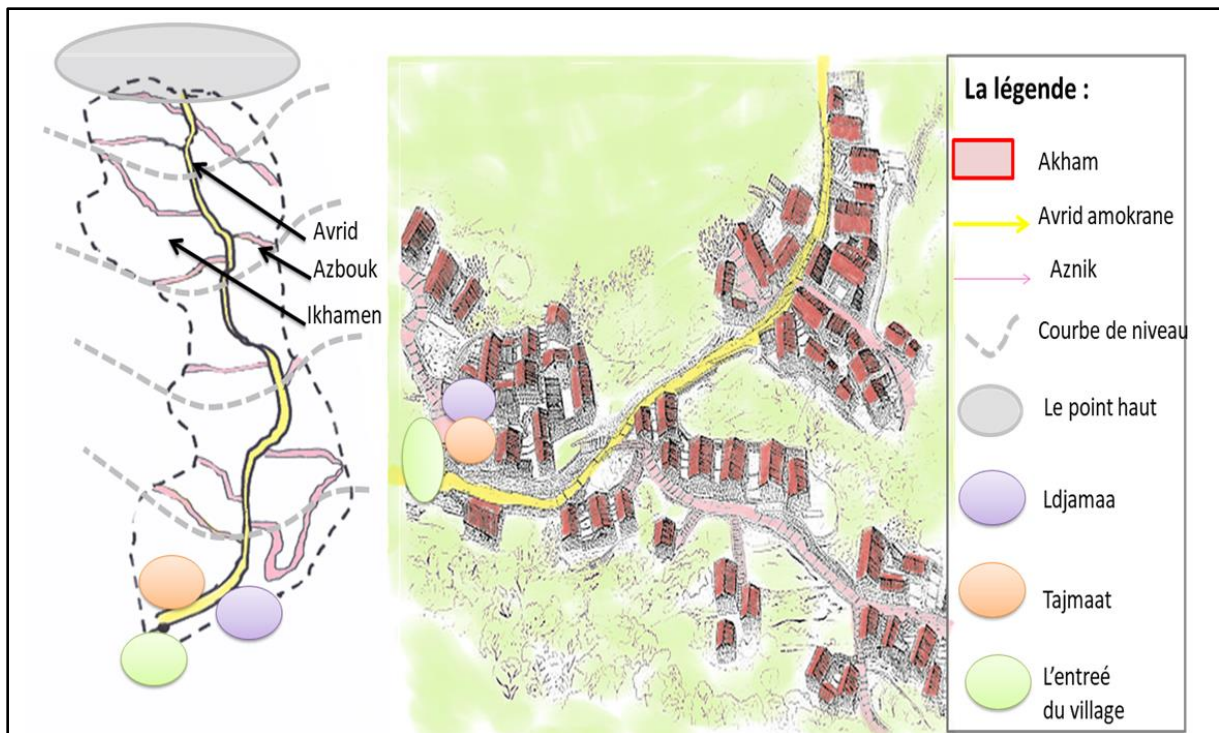 Avrid
Azbouk
Ikhamen
La légende :
Akham
Avrid amokrane
Aznik
Courbe de niveau
Le point haut
Ldjamaa
Tajmaat
L'entreé
du village